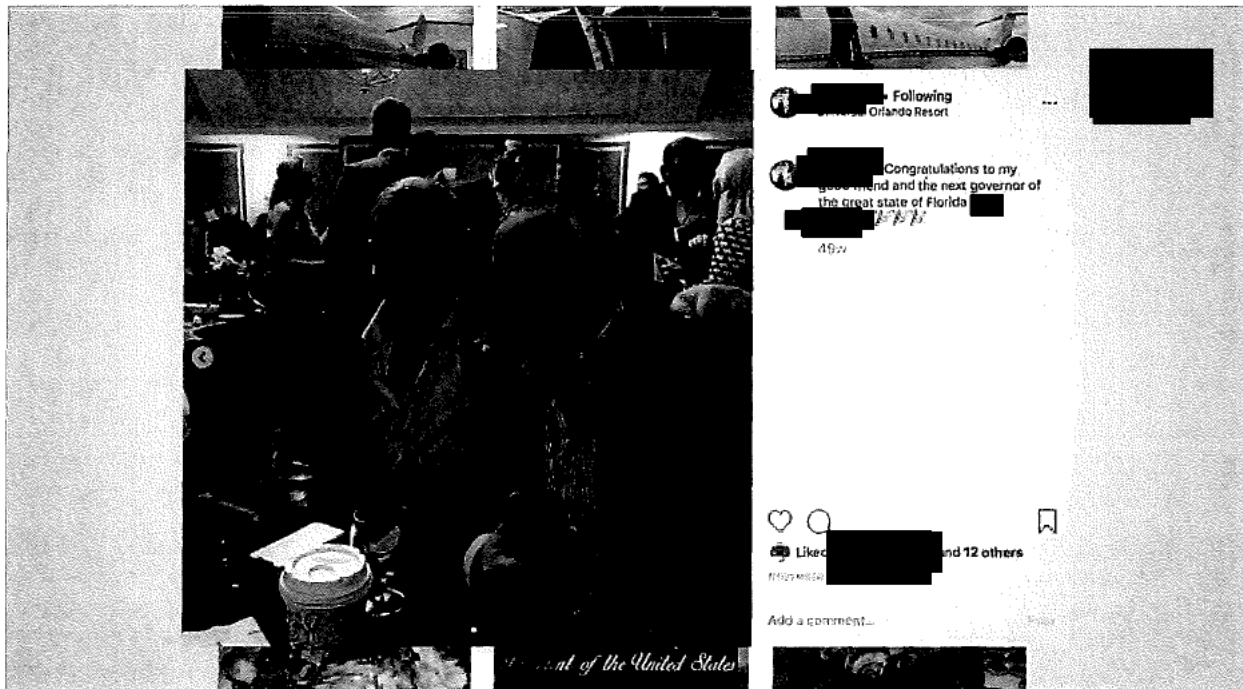 Following
Orlando Resort
Congratulations to my
good friend and the next governor of
the great state of Florida
49w
Liked
and 12 others
Add a comment...
of the United States